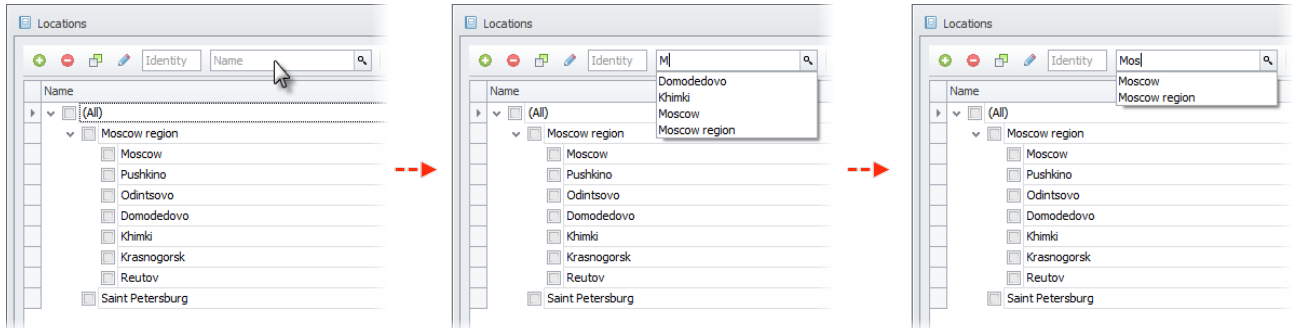 Locations
Identity Name
Name
(All)
Moscow region
Moscow
Pushkino
Odintsovo
Domodedovo
Khimki
Krasnogorsk
Reutov
Saint Petersburg
Locations
Identity M
Domodedovo
Khimki
Moscow
Moscow region
Name
(All)
Moscow region
Moscow
Pushkino
Odintsovo
Domodedovo
Khimki
Krasnogorsk
Reutov
Saint Petersburg
Locations
Identity Mos
Moscow
Moscow region
Name
(All)
Moscow region
Moscow
Pushkino
Odintsovo
Domodedovo
Khimki
Krasnogorsk
Reutov
Saint Petersburg